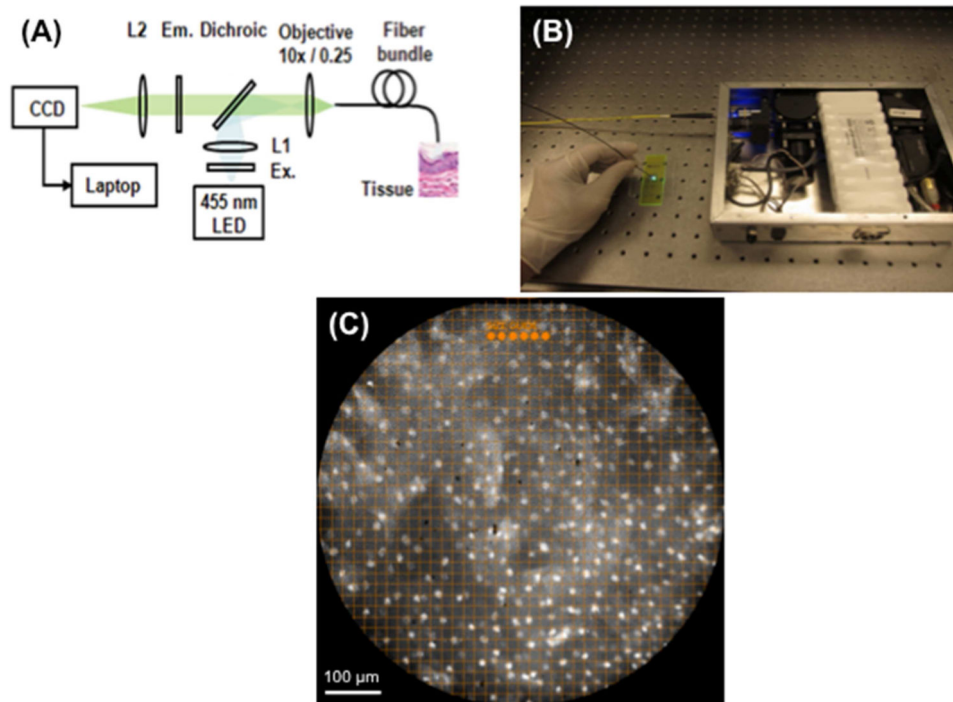 (A)
L2 Em. Dichroic
Objective
10x / 0.25
Fiber
bundle
CCD
L1
Ex.
Laptop
455 nm
LED
Tissue
(B)
(C)
100 µm